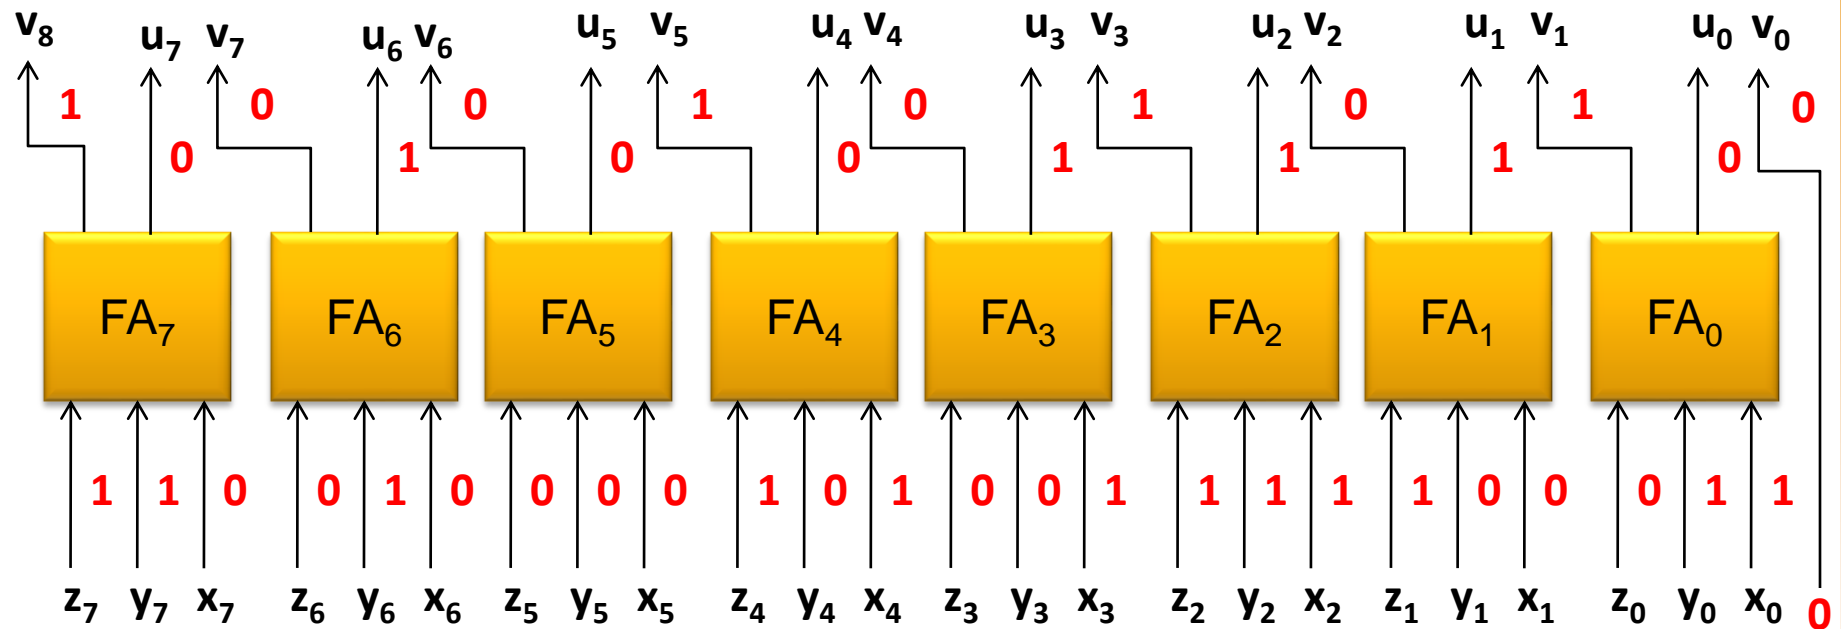 v₈ u₇ v₇ u₆ v₆ u₅ v₅ u₄ v₄ u₃ v₃ u₂ v₂ u₁ v₁ u₀ v₀
1 0 0 1 0 1 0 1 0
0 1 0 0 1 1 1 0
FA₇ FA₆ FA₅ FA₄ FA₃ FA₂ FA₁ FA₀
1 1 0 0 1 0 0 0 0 1 0 1 0 0 1 1 1 1 1 0 0 0 1 1
z₇ y₇ x₇ z₆ y₆ x₆ z₅ y₅ x₅ z₄ y₄ x₄ z₃ y₃ x₃ z₂ y₂ x₂ z₁ y₁ x₁ z₀ y₀ x₀ 0